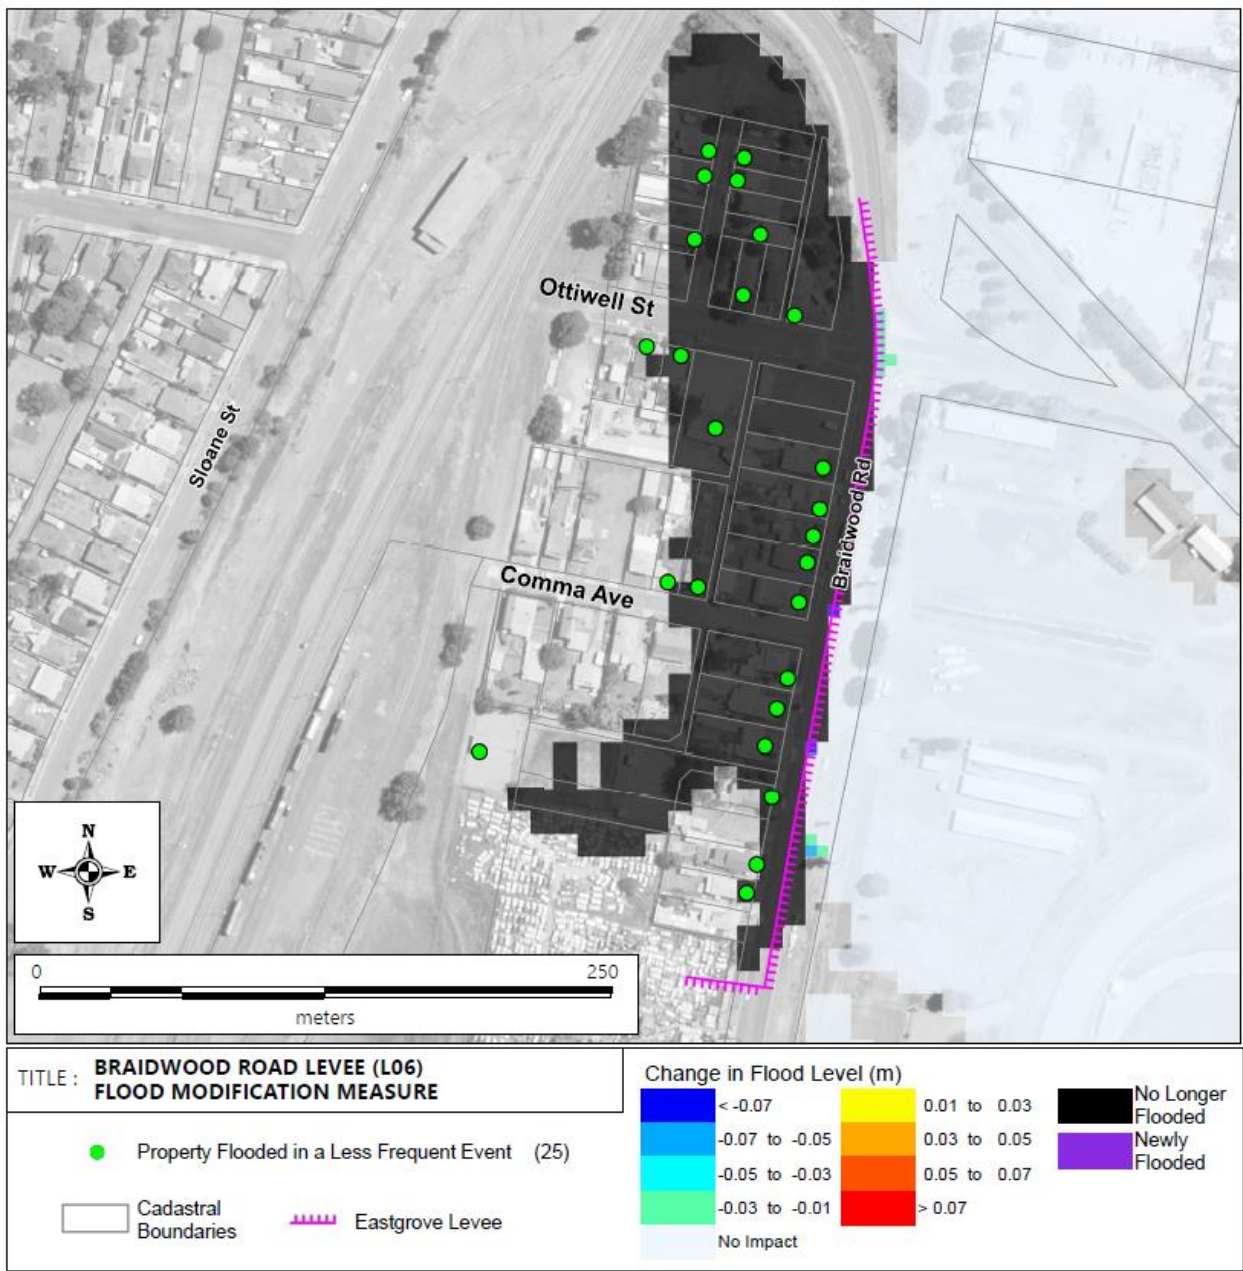 Ottiwell St
Sloane St
Braidwood Rd
Comma Ave
N
W E
S
0 250
meters
TITLE : BRAIDWOOD ROAD LEVEE (L06)
FLOOD MODIFICATION MEASURE
Property Flooded in a Less Frequent Event (25)
Cadastral
Boundaries
Eastgrove Levee
Change in Flood Level (m)
< -0.07
-0.07 to -0.05
-0.05 to -0.03
-0.03 to -0.01
No Impact
0.01 to 0.03
0.03 to 0.05
0.05 to 0.07
> 0.07
No Longer
Flooded
Newly
Flooded